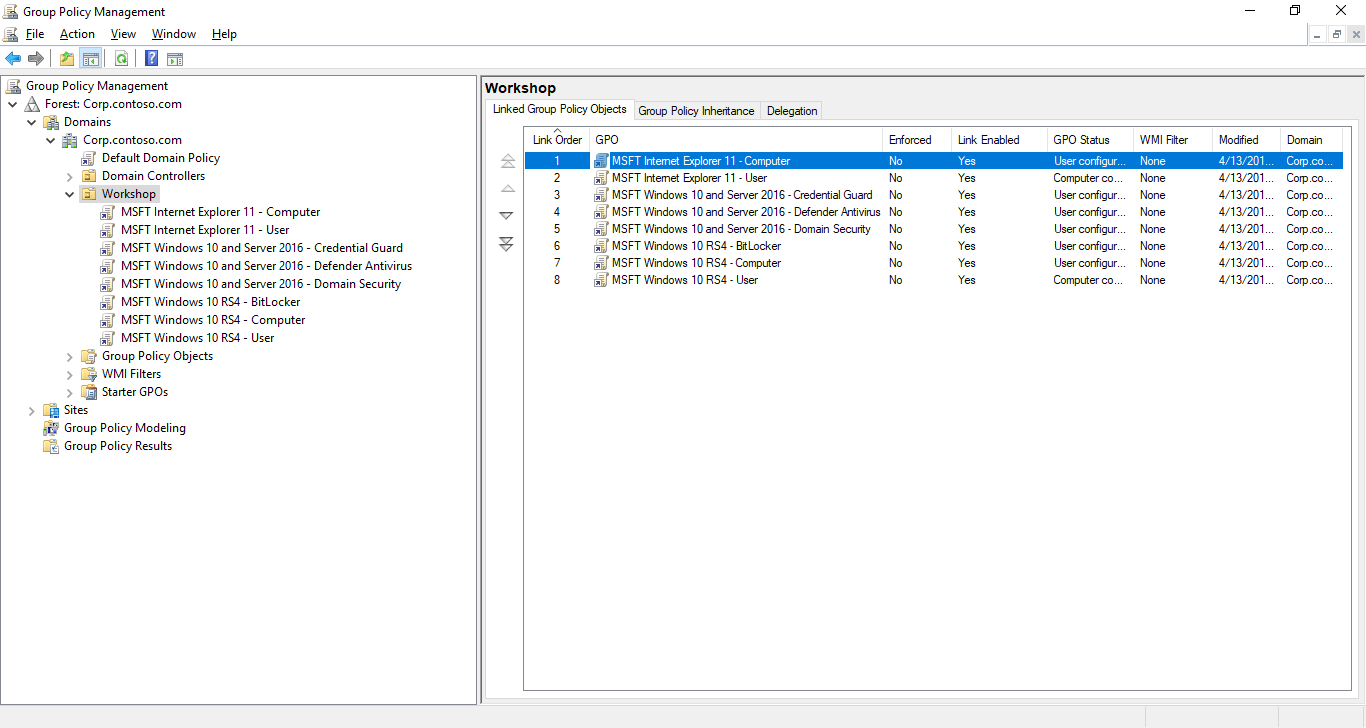 Group Policy Management
File Action View Window Help
Group Policy Management
Forest: Corp.contoso.com
Domains
Corp.contoso.com
Default Domain Policy
Domain Controllers
Workshop
MSFT Internet Explorer 11 - Computer
MSFT Internet Explorer 11 - User
MSFT Windows 10 and Server 2016 - Credential Guard
MSFT Windows 10 and Server 2016 - Defender Antivirus
MSFT Windows 10 and Server 2016 - Domain Security
MSFT Windows 10 RS4 - BitLocker
MSFT Windows 10 RS4 - Computer
MSFT Windows 10 RS4 - User
Group Policy Objects
WMI Filters
Starter GPOs
Sites
Group Policy Modeling
Group Policy Results
Workshop
Linked Group Policy Objects Group Policy Inheritance Delegation
Link Order GPO Enforced Link Enabled GPO Status WMI Filter Modified Domain
1 MSFT Internet Explorer 11 - Computer No Yes User configur... None 4/13/201... Corp.co...
2 MSFT Internet Explorer 11 - User No Yes Computer co... None 4/13/201... Corp.co...
3 MSFT Windows 10 and Server 2016 - Credential Guard No Yes User configur... None 4/13/201... Corp.co...
4 MSFT Windows 10 and Server 2016 - Defender Antivirus No Yes User configur... None 4/13/201... Corp.co...
5 MSFT Windows 10 and Server 2016 - Domain Security No Yes User configur... None 4/13/201... Corp.co...
6 MSFT Windows 10 RS4 - BitLocker No Yes User configur... None 4/13/201... Corp.co...
7 MSFT Windows 10 RS4 - Computer No Yes User configur... None 4/13/201... Corp.co...
8 MSFT Windows 10 RS4 - User No Yes Computer co... None 4/13/201... Corp.co...